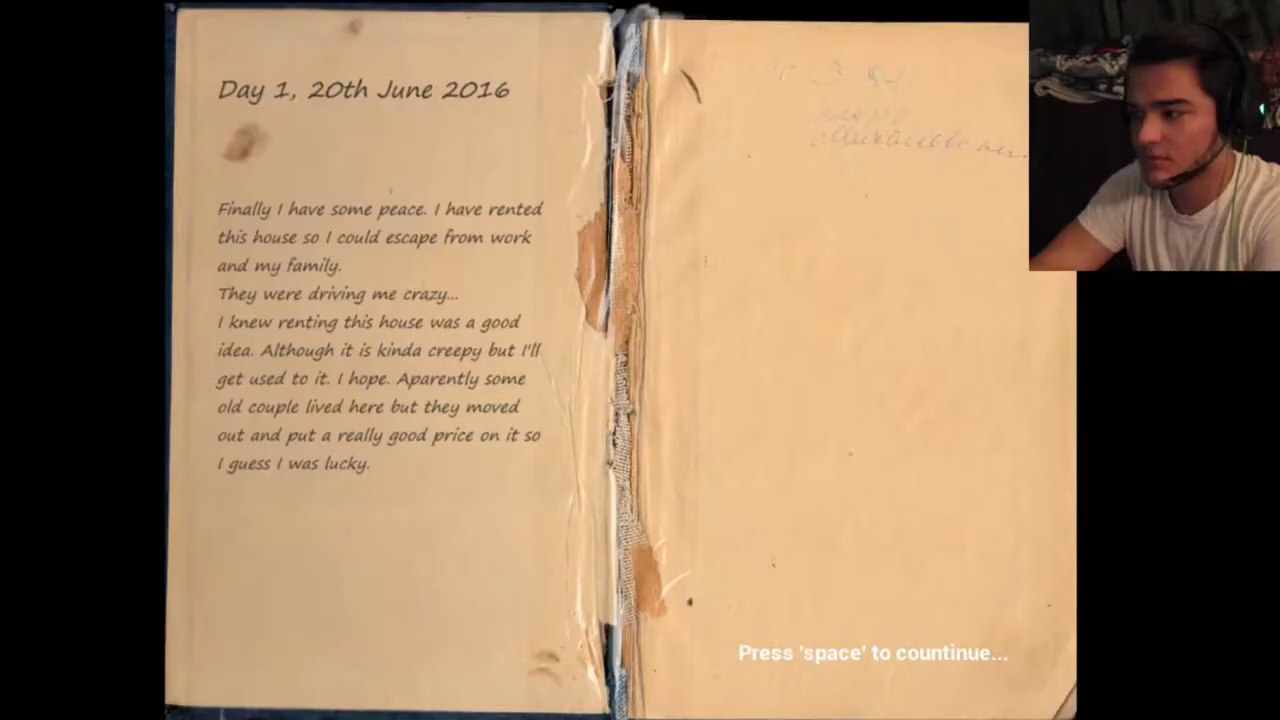 Day 1, 20th June 2016
Finally I have some peace. I have rented
this house so I could escape from work
and my family.
They were driving me crazy...
I knew renting this house was a good
idea. Although it is kinda creepy but I'll
get used to it. I hope. Aparently some
old couple lived here but they moved
out and put a really good price on it so
I guess I was lucky.
Press 'space' to countinue...